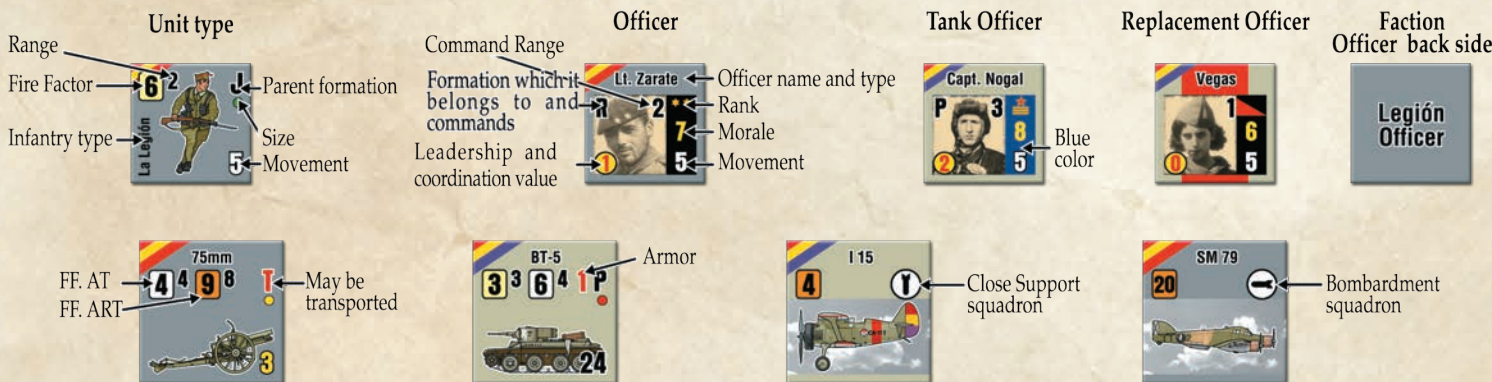 Unit type
Range
Fire Factor
Infantry type
6 2
J
La Legión
5
Parent formation
Size
Movement
Officer
Command Range
Formation which it
belongs to and
commands
Leadership and
coordination value
Lt. Zarate
R 2
7
1 5
Officer name and type
Rank
Morale
Movement
Tank Officer
Capt. Nogal
P 3
8
2 5
Blue
color
Replacement Officer
Vegas
1
6
0 5
Faction
Officer back side
Legión
Officer
FF. AT
FF. ART
75mm
4 4 9 8 T
3
May be
transported
BT-5
3 3 6 4 1 P
24
Armor
I 15
4
Close Support
squadron
SM 79
20
Bombardment
squadron